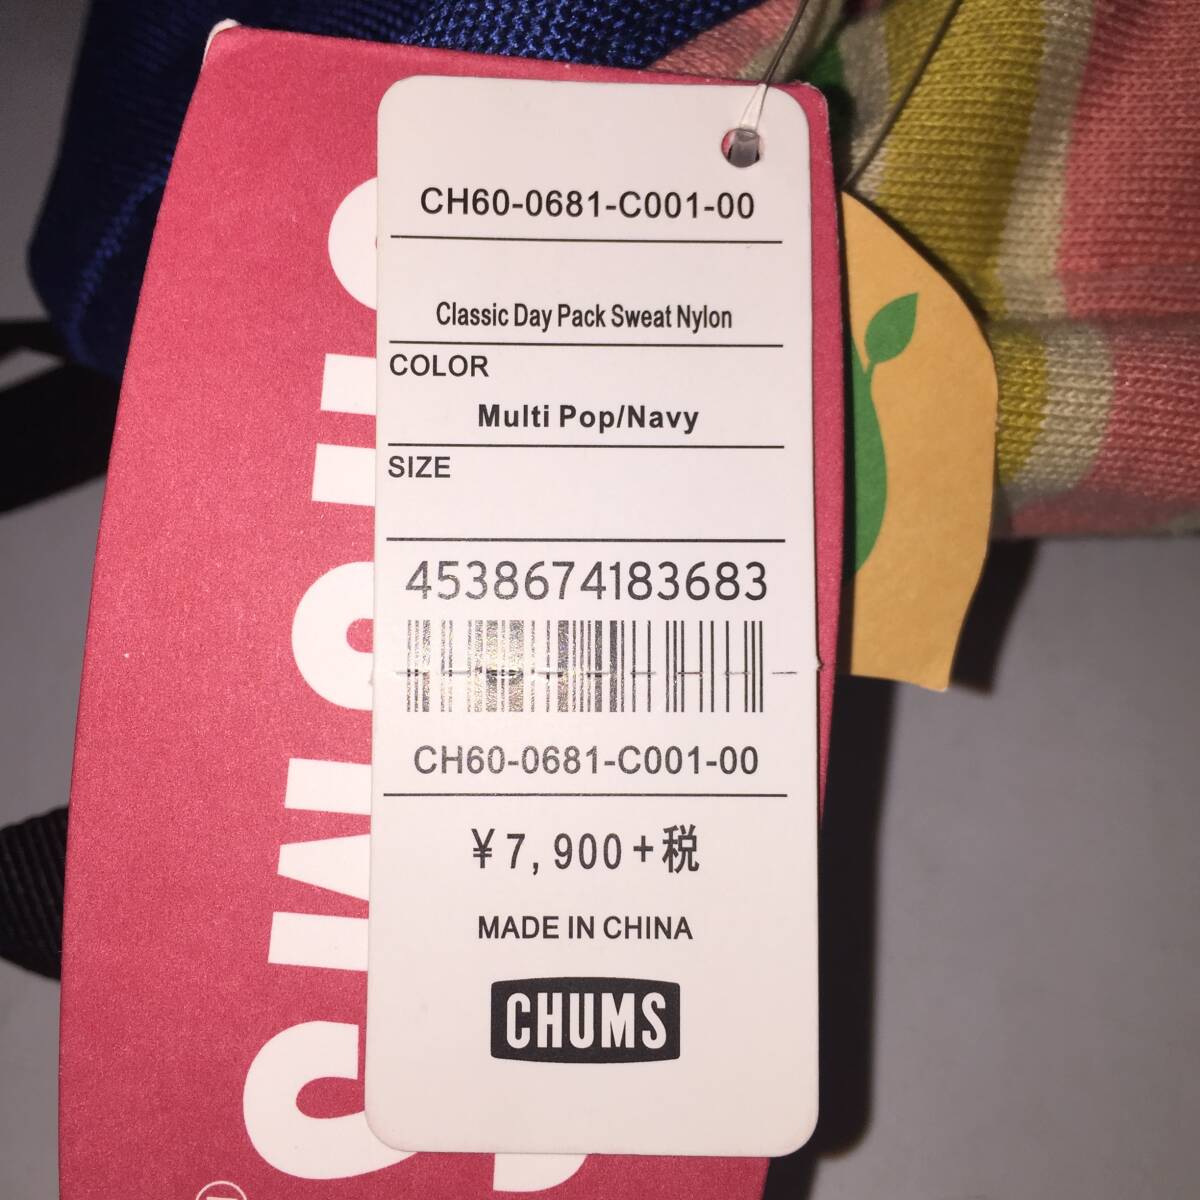 CH60-0681-C001-00
Classic Day Pack Sweat Nylon
COLOR
Multi Pop/Navy
SIZE
4538674183683
CH60-0681-C001-00
¥7,900+税
MADE IN CHINA
CHUMS
CHUMS